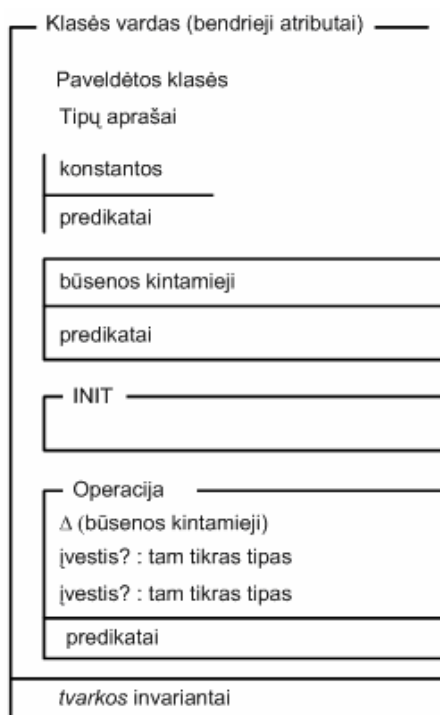 Klasės vardas (bendrieji atributai)
Paveldėtos klasės
Tipų aprašai
konstantos
predikatai
būsenos kintamieji
predikatai
INIT
Operacija
Δ (būsenos kintamieji)
įvestis? : tam tikras tipas
įvestis? : tam tikras tipas
predikatai
tvarkos invariantai